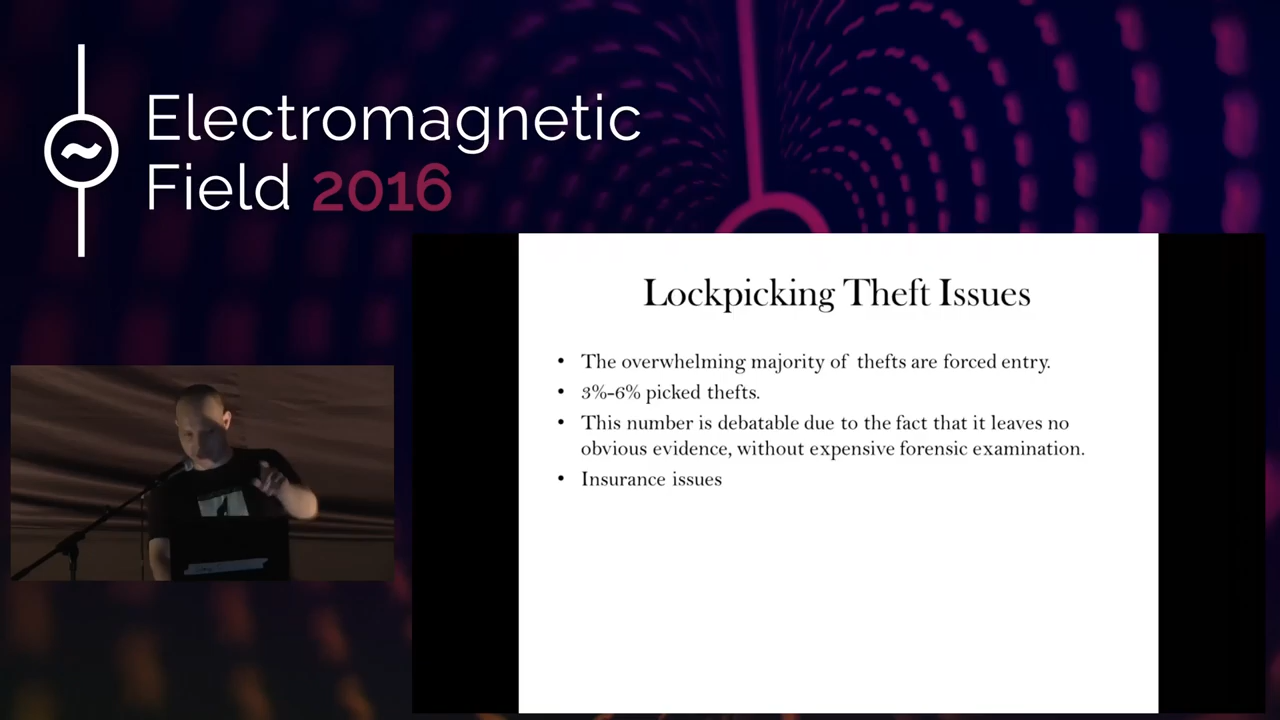 Electromagnetic
Field 2016
Lockpicking Theft Issues
• The overwhelming majority of thefts are forced entry.
• 3%-6% picked thefts.
• This number is debatable due to the fact that it leaves no
obvious evidence, without expensive forensic examination.
• Insurance issues